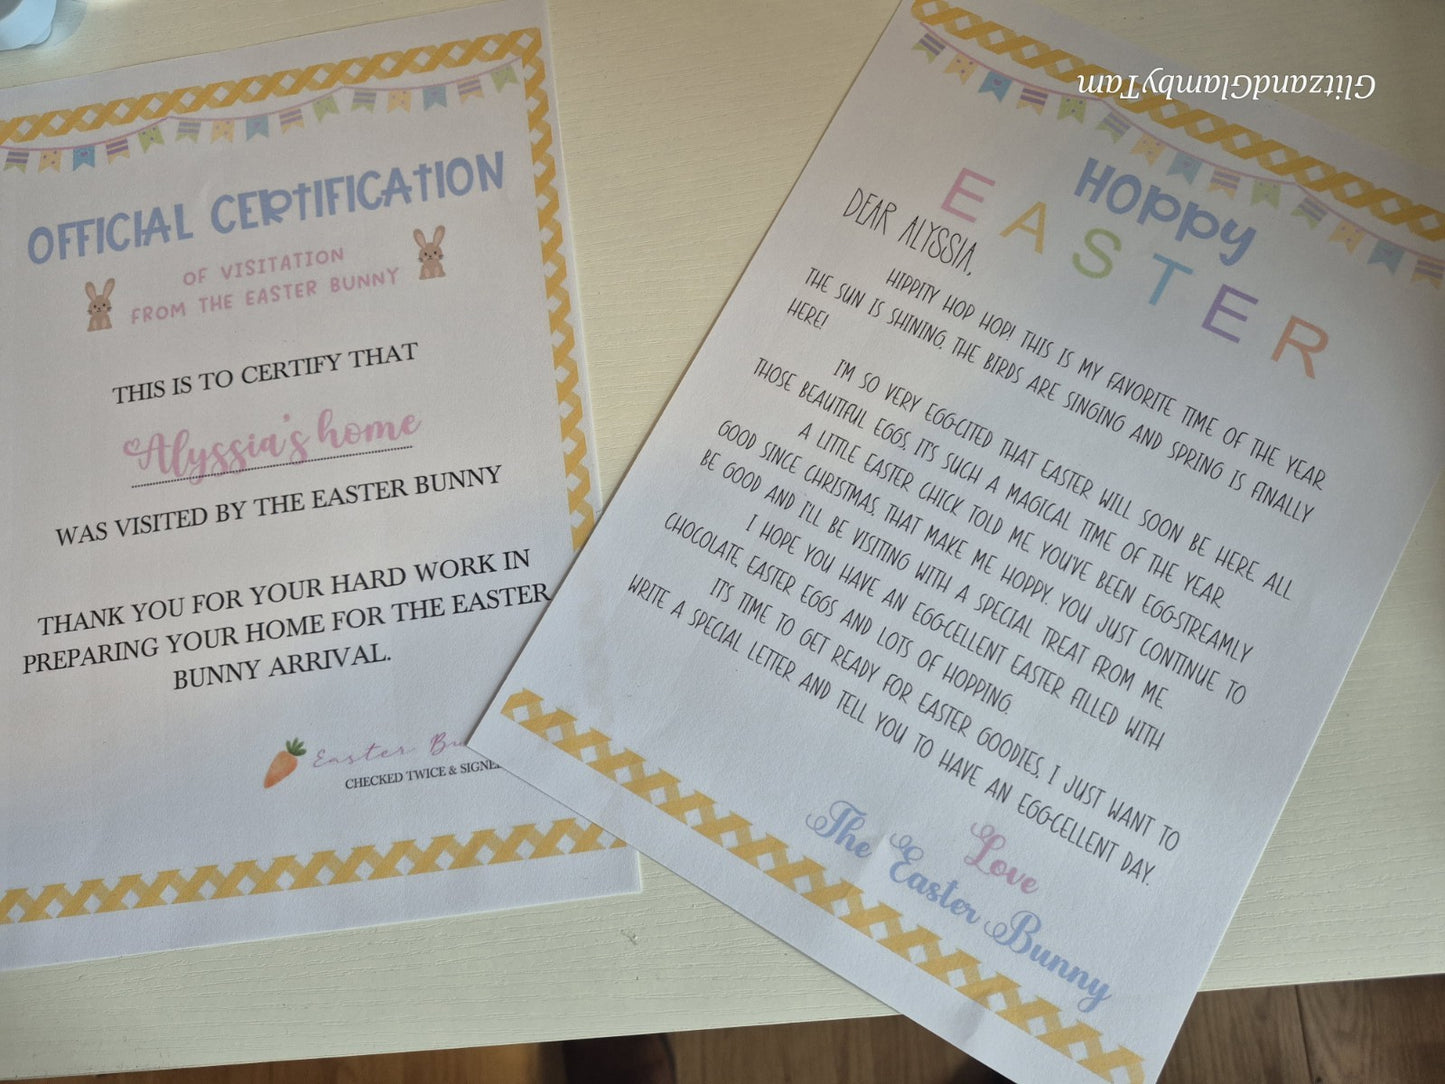 OFFICIAL CERTIFICATION
OF VISITATION
FROM THE EASTER BUNNY
THIS IS TO CERTIFY THAT
Alyssia's home
WAS VISITED BY THE EASTER BUNNY
THANK YOU FOR YOUR HARD WORK IN
PREPARING YOUR HOME FOR THE EASTER
BUNNY ARRIVAL.
Easter
CHECKED TWICE &
GlitzandGlambyTam
HOPPY
EASTER
DEAR ALYSSIA,
HIPPITY HOP HOP! THIS IS MY FAVORITE TIME OF THE YEAR
THE SUN IS SHINING, THE BIRDS ARE SINGING AND SPRING IS FINALLY
HERE!
I'M SO VERY EGG-CITED THAT EASTER WILL SOON BE HERE. ALL
THOSE BEAUTIFUL EGGS, ITS SUCH A MAGICAL TIME OF THE YEAR
A LITTLE EASTER CHICK TOLD ME YOU'VE BEEN EGG-STREAMLY
GOOD SINCE CHRISTMAS, THAT MAKE ME HOPPY. YOU JUST CONTINUE TO
BE GOOD AND I'LL BE VISITING WITH A SPECIAL TREAT FROM ME.
I HOPE YOU HAVE AN EGG-CELLENT EASTER FILLED WITH
CHOCOLATE, EASTER EGGS AND LOTS OF HOPPING.
IT'S TIME TO GET READY FOR EASTER GOODIES, I JUST WANT TO
WRITE A SPECIAL LETTER AND TELL YOU TO HAVE AN EGG-CELLENT DAY.
Love
The Easter Bunny